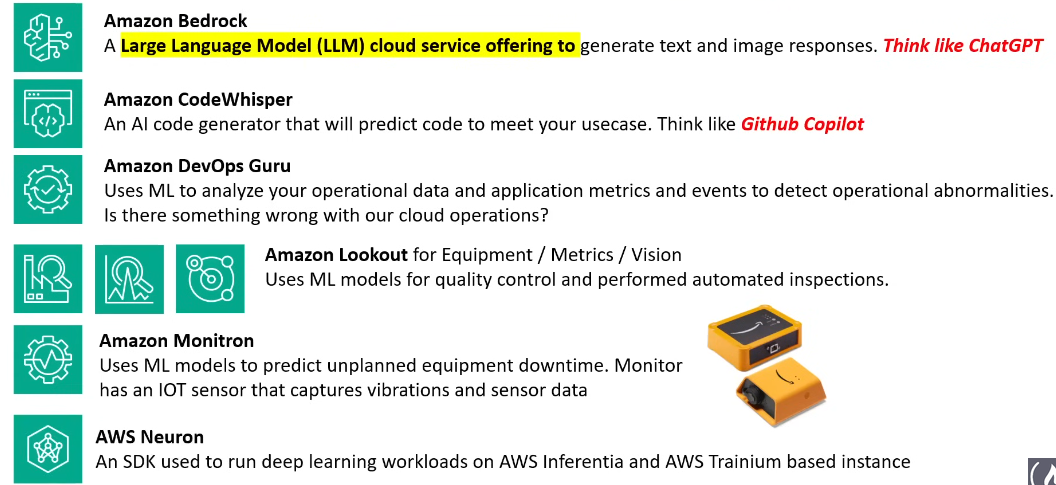 Amazon Bedrock
A Large Language Model (LLM) cloud service offering to generate text and image responses. Think like ChatGPT
Amazon CodeWhisper
An AI code generator that will predict code to meet your usecase. Think like Github Copilot
Amazon DevOps Guru
Uses ML to analyze your operational data and application metrics and events to detect operational abnormalities.
Is there something wrong with our cloud operations?
Amazon Lookout for Equipment / Metrics / Vision
Uses ML models for quality control and performed automated inspections.
Amazon Monitron
Uses ML models to predict unplanned equipment downtime. Monitor
has an IOT sensor that captures vibrations and sensor data
AWS Neuron
An SDK used to run deep learning workloads on AWS Inferentia and AWS Trainium based instance